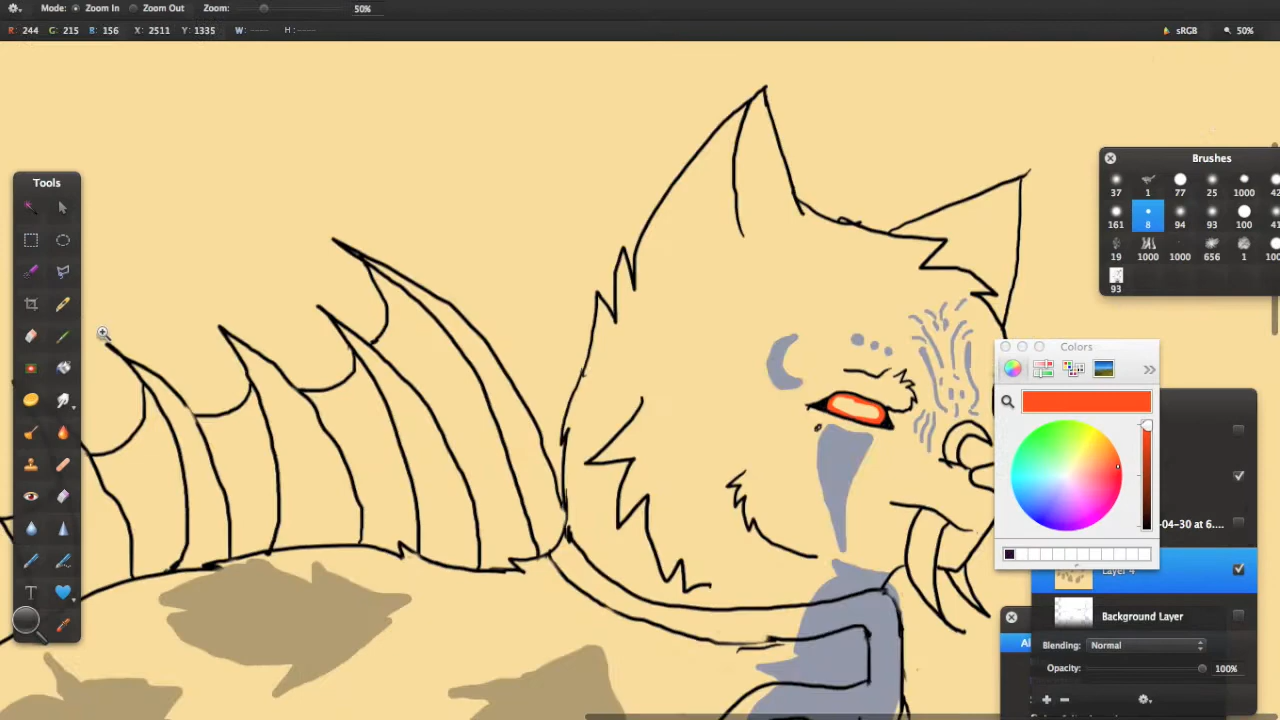 Mode: Zoom In Zoom Out Zoom: 50%
R: 244 G: 215 B: 156 X: 2511 Y: 1335 W: --- H: --- sRGB 50%
Tools
Brushes
37 1 77 25 1000 42
161 8 94 93 100 41
19 1000 1000 656 1 100
93
Colors
-04-30 at 6....
Layer 4
Background Layer
Blending: Normal
Opacity: 100%